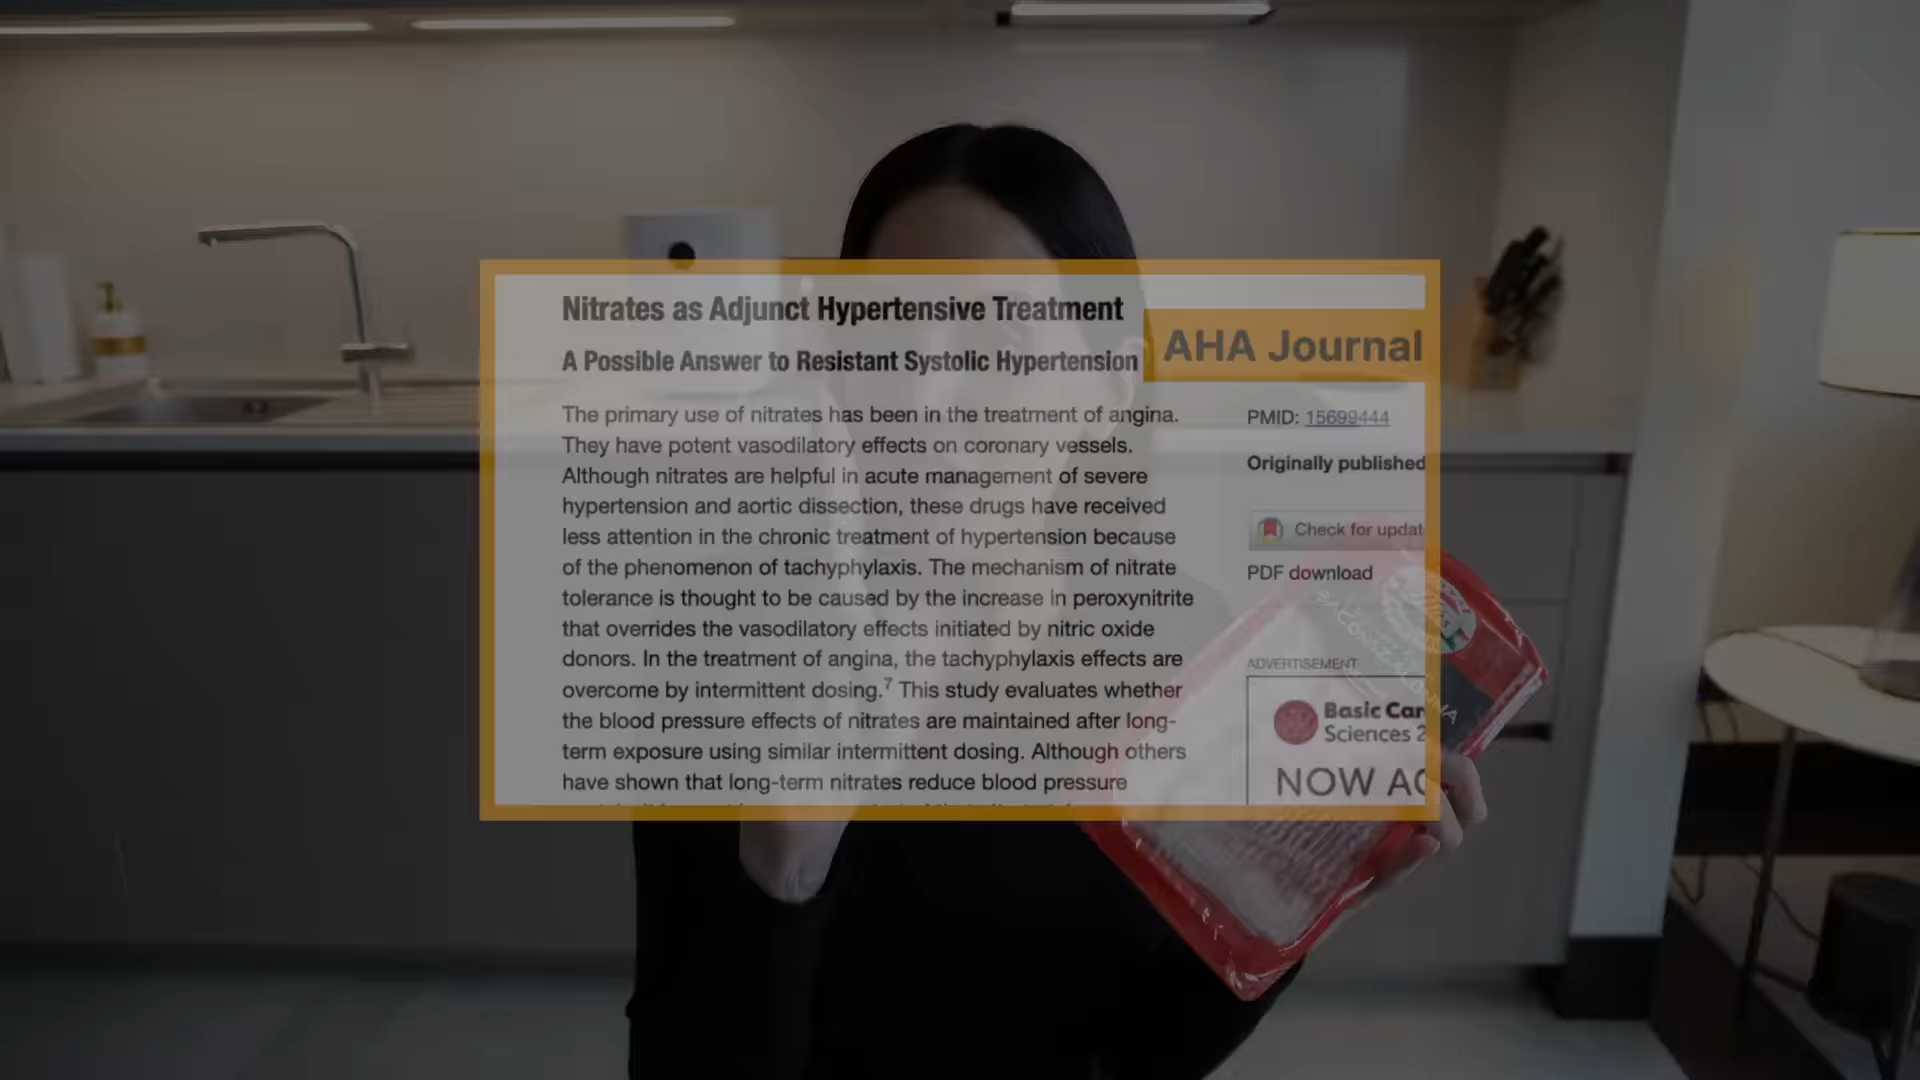 Nitrates as Adjunct Hypertensive Treatment
A Possible Answer to Resistant Systolic Hypertension
AHA Journal
The primary use of nitrates has been in the treatment of angina.
They have potent vasodilatory effects on coronary vessels.
Although nitrates are helpful in acute management of severe
hypertension and aortic dissection, these drugs have received
less attention in the chronic treatment of hypertension because
of the phenomenon of tachyphylaxis. The mechanism of nitrate
tolerance is thought to be caused by the increase in peroxynitrite
that overrides the vasodilatory effects initiated by nitric oxide
donors. In the treatment of angina, the tachyphylaxis effects are
overcome by intermittent dosing.7 This study evaluates whether
the blood pressure effects of nitrates are maintained after long-
term exposure using similar intermittent dosing. Although others
have shown that long-term nitrates reduce blood pressure
PMID: 15699444
Originally published
Check for updat
PDF download
ADVERTISEMENT
Basic Car
Sciences 2
NOW AC